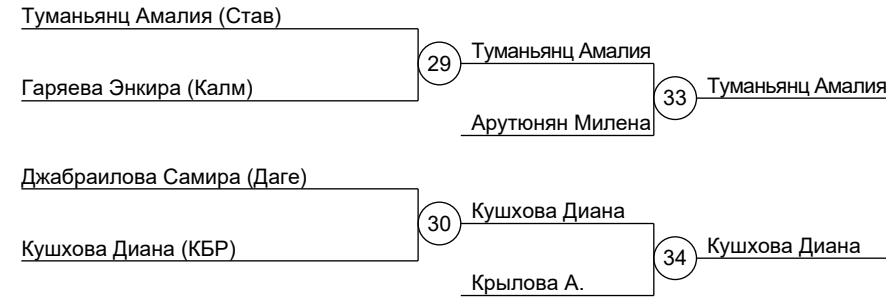 Туманьянц Амалия (Став)
29
Туманьянц Амалия
Гаряева Энкира (Калм)
33
Туманьянц Амалия
Арутюнян Милена
Джабраилова Самира (Даге)
30
Кушхова Диана
Кушхова Диана (КБР)
34
Кушхова Диана
Крылова А.